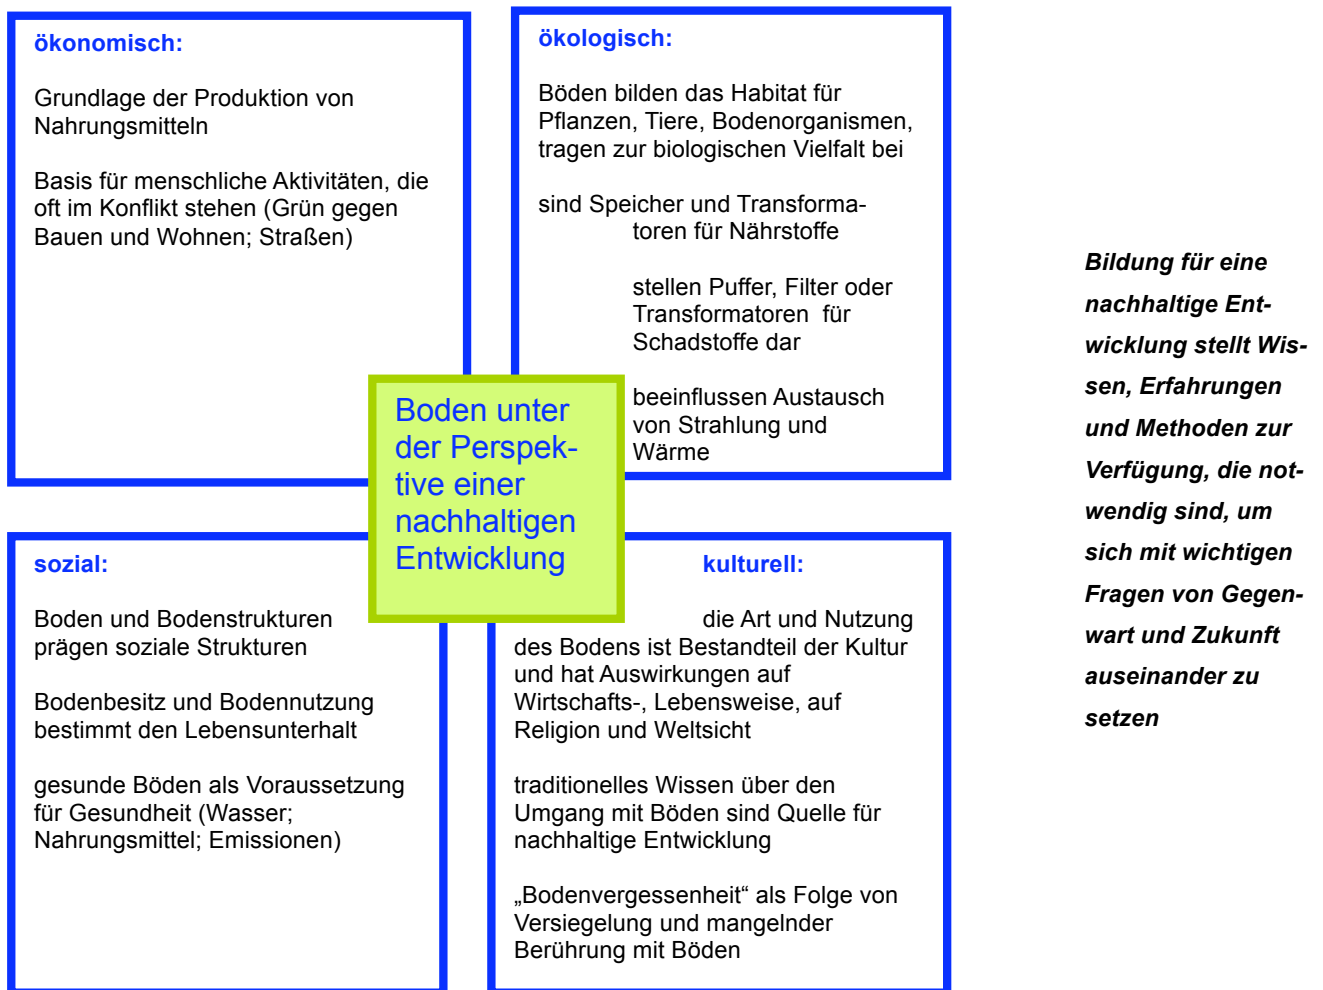 ökonomisch:
Grundlage der Produktion von
Nahrungsmitteln
Basis für menschliche Aktivitäten, die
oft im Konflikt stehen (Grün gegen
Bauen und Wohnen; Straßen)
ökologisch:
Böden bilden das Habitat für
Pflanzen, Tiere, Bodenorganismen,
tragen zur biologischen Vielfalt bei
sind Speicher und Transforma-
toren für Nährstoffe
stellen Puffer, Filter oder
Transformatoren  für
Schadstoffe dar
beeinflussen Austausch
von Strahlung und
Wärme
Boden unter
der Perspek-
tive einer
nachhaltigen
Entwicklung
sozial:
Boden und Bodenstrukturen
prägen soziale Strukturen
Bodenbesitz und Bodennutzung
bestimmt den Lebensunterhalt
gesunde Böden als Voraussetzung
für Gesundheit (Wasser;
Nahrungsmittel; Emissionen)
kulturell:
die Art und Nutzung
des Bodens ist Bestandteil der Kultur
und hat Auswirkungen auf
Wirtschafts-, Lebensweise, auf
Religion und Weltsicht
traditionelles Wissen über den
Umgang mit Böden sind Quelle für
nachhaltige Entwicklung
„Bodenvergessenheit“ als Folge von
Versiegelung und mangelnder
Berührung mit Böden
Bildung für eine
nachhaltige Ent-
wicklung stellt Wis-
sen, Erfahrungen
und Methoden zur
Verfügung, die not-
wendig sind, um
sich mit wichtigen
Fragen von Gegen-
wart und Zukunft
auseinander zu
setzen